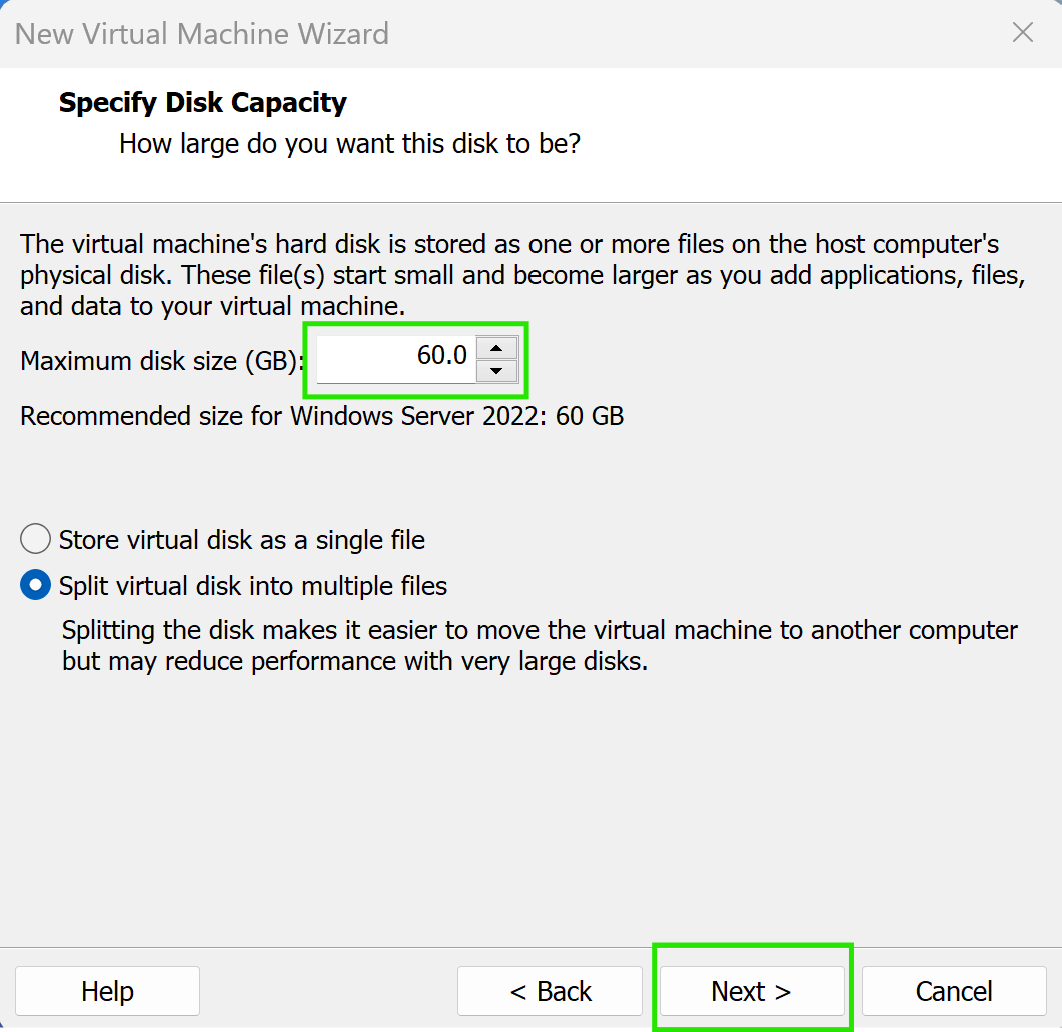 New Virtual Machine Wizard
Specify Disk Capacity
How large do you want this disk to be?
The virtual machine's hard disk is stored as one or more files on the host computer's
physical disk. These file(s) start small and become larger as you add applications, files,
and data to your virtual machine.
Maximum disk size (GB): 60.0
Recommended size for Windows Server 2022: 60 GB
Store virtual disk as a single file
Split virtual disk into multiple files
Splitting the disk makes it easier to move the virtual machine to another computer
but may reduce performance with very large disks.
Help < Back Next > Cancel